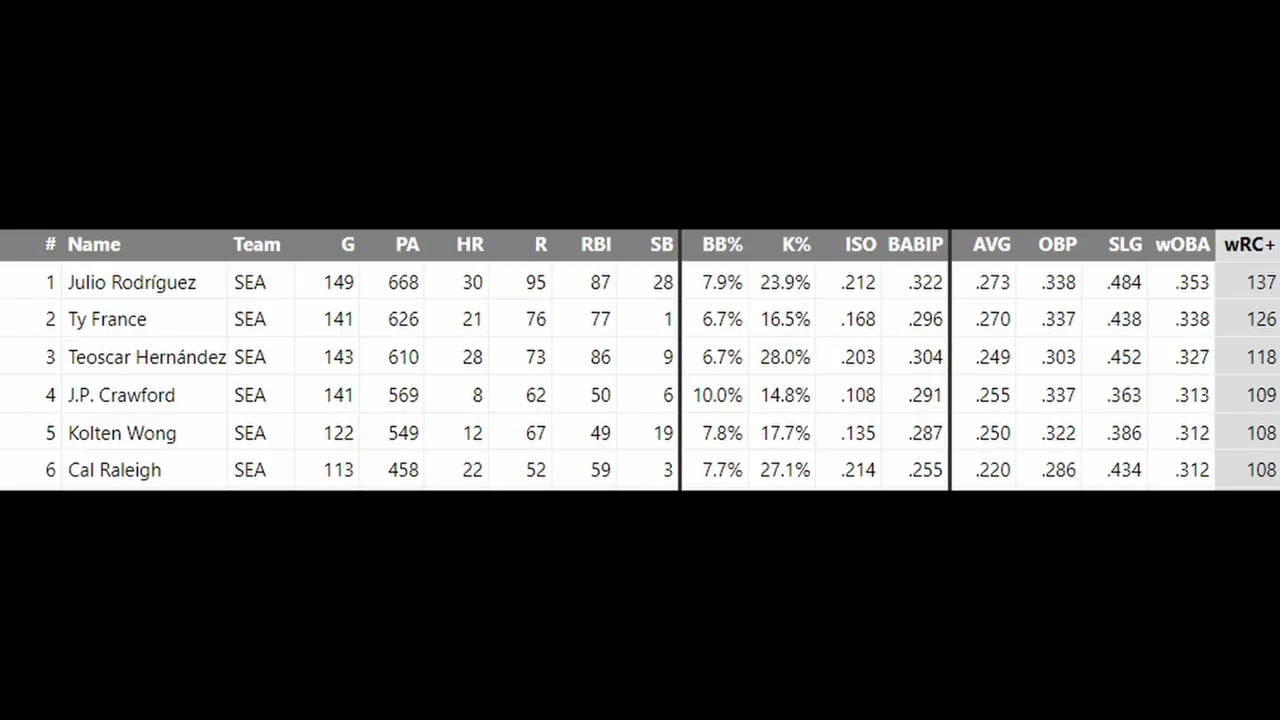 # Name Team G PA HR R RBI SB BB% K% ISO BABIP AVG OBP SLG wOBA wRC+
1 Julio Rodríguez SEA 149 668 30 95 87 28 7.9% 23.9% .212 .322 .273 .338 .484 .353 137
2 Ty France SEA 141 626 21 76 77 1 6.7% 16.5% .168 .296 .270 .337 .438 .338 126
3 Teoscar Hernández SEA 143 610 28 73 86 9 6.7% 28.0% .203 .304 .249 .303 .452 .327 118
4 J.P. Crawford SEA 141 569 8 62 50 6 10.0% 14.8% .108 .291 .255 .337 .363 .313 109
5 Kolten Wong SEA 122 549 12 67 49 19 7.8% 17.7% .135 .287 .250 .322 .386 .312 108
6 Cal Raleigh SEA 113 458 22 52 59 3 7.7% 27.1% .214 .255 .220 .286 .434 .312 108